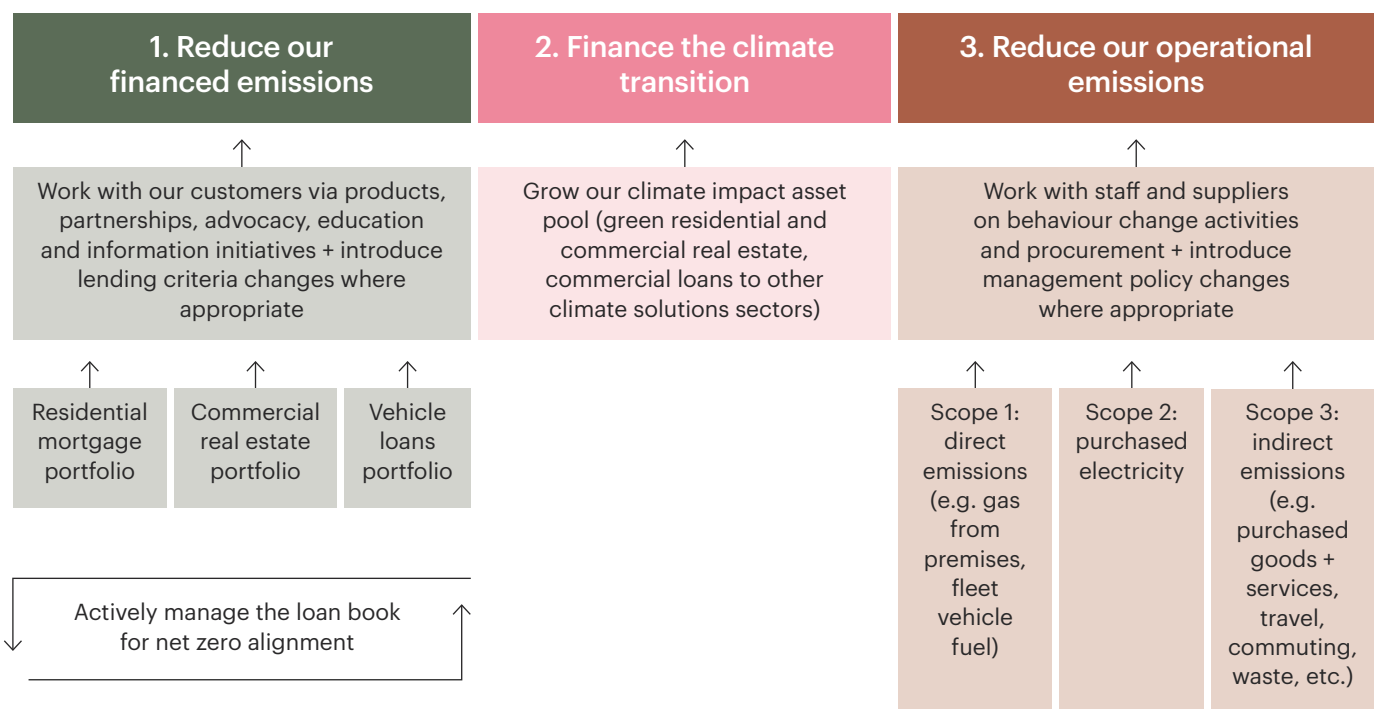 1. Reduce our
financed emissions
2. Finance the climate
transition
3. Reduce our operational
emissions
Work with our customers via products,
partnerships, advocacy, education
and information initiatives + introduce
lending criteria changes where
appropriate
Grow our climate impact asset
pool (green residential and
commercial real estate,
commercial loans to other
climate solutions sectors)
Work with staff and suppliers
on behaviour change activities
and procurement + introduce
management policy changes
where appropriate
Residential
mortgage
portfolio
Commercial
real estate
portfolio
Vehicle
loans
portfolio
Scope 1:
direct
emissions
(e.g. gas
from
premises,
fleet
vehicle
fuel)
Scope 2:
purchased
electricity
Scope 3:
indirect
emissions
(e.g.
purchased
goods +
services,
travel,
commuting,
waste, etc.)
Actively manage the loan book
for net zero alignment